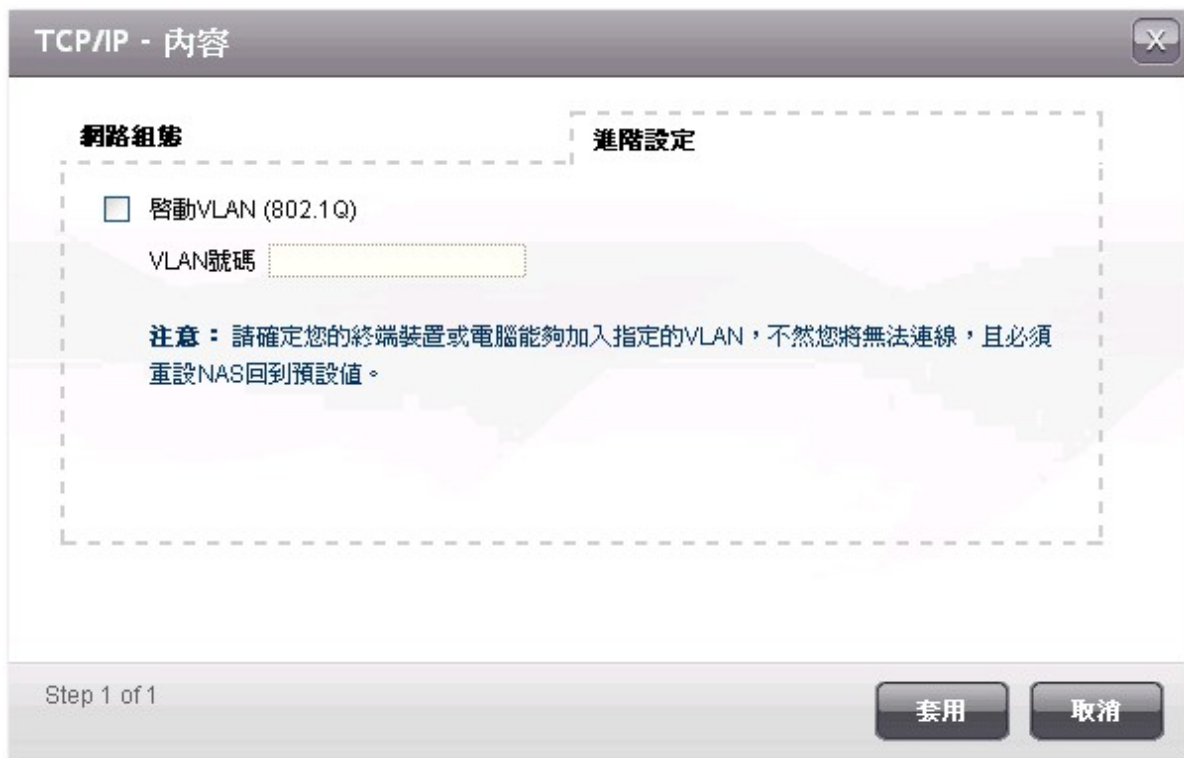 TCP/IP - 內容
X
網路組態
進階設定
啓動VLAN (802.1Q)
VLAN號碼
注意： 請確定您的終端裝置或電腦能夠加入指定的VLAN，不然您將無法連線，且必須
重設NAS回到預設值。
Step 1 of 1
套用
取消